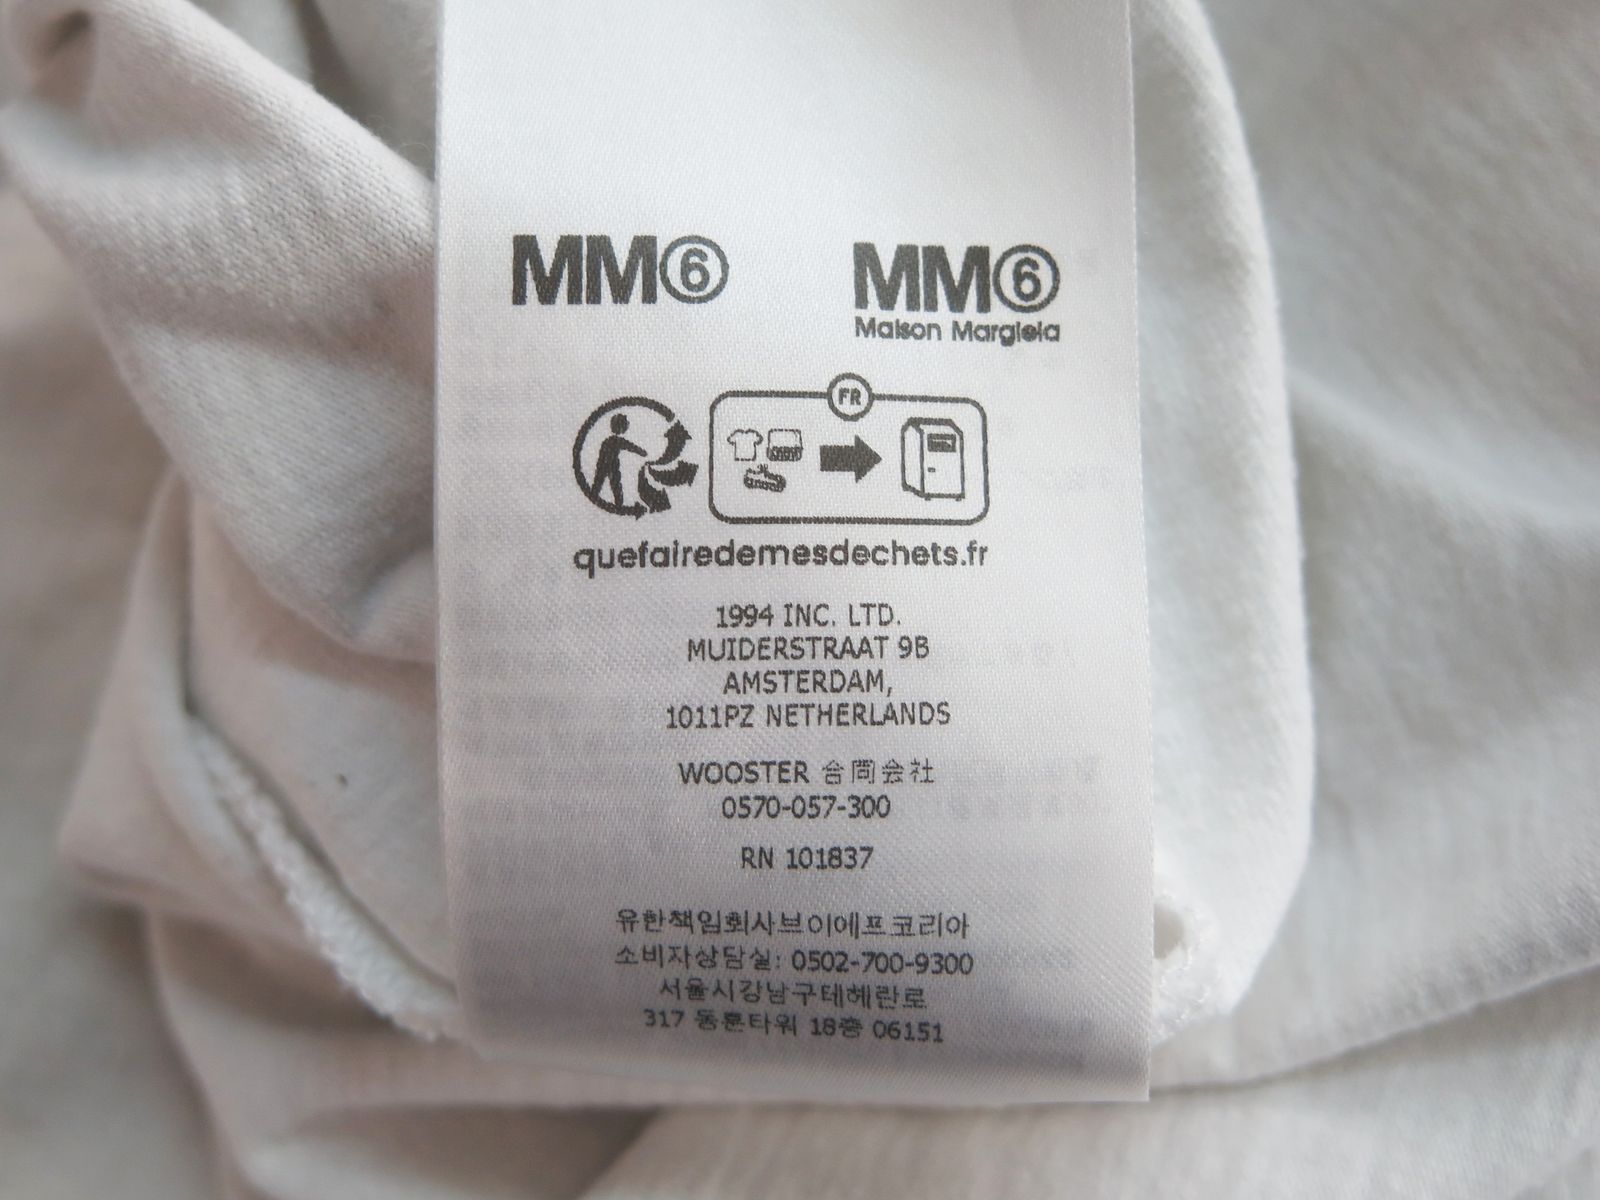 MM⑥
MM⑥
Maison Margiela
FR
quefairedemesdechets.fr
1994 INC. LTD.
MUIDERSTRAAT 9B
AMSTERDAM,
1011PZ NETHERLANDS
WOOSTER 合同会社
0570-057-300
RN 101837
유한책임회사브이에프코리아
소비자상담실: 0502-700-9300
서울시강남구테헤란로
317 동훈타워 18층 06151